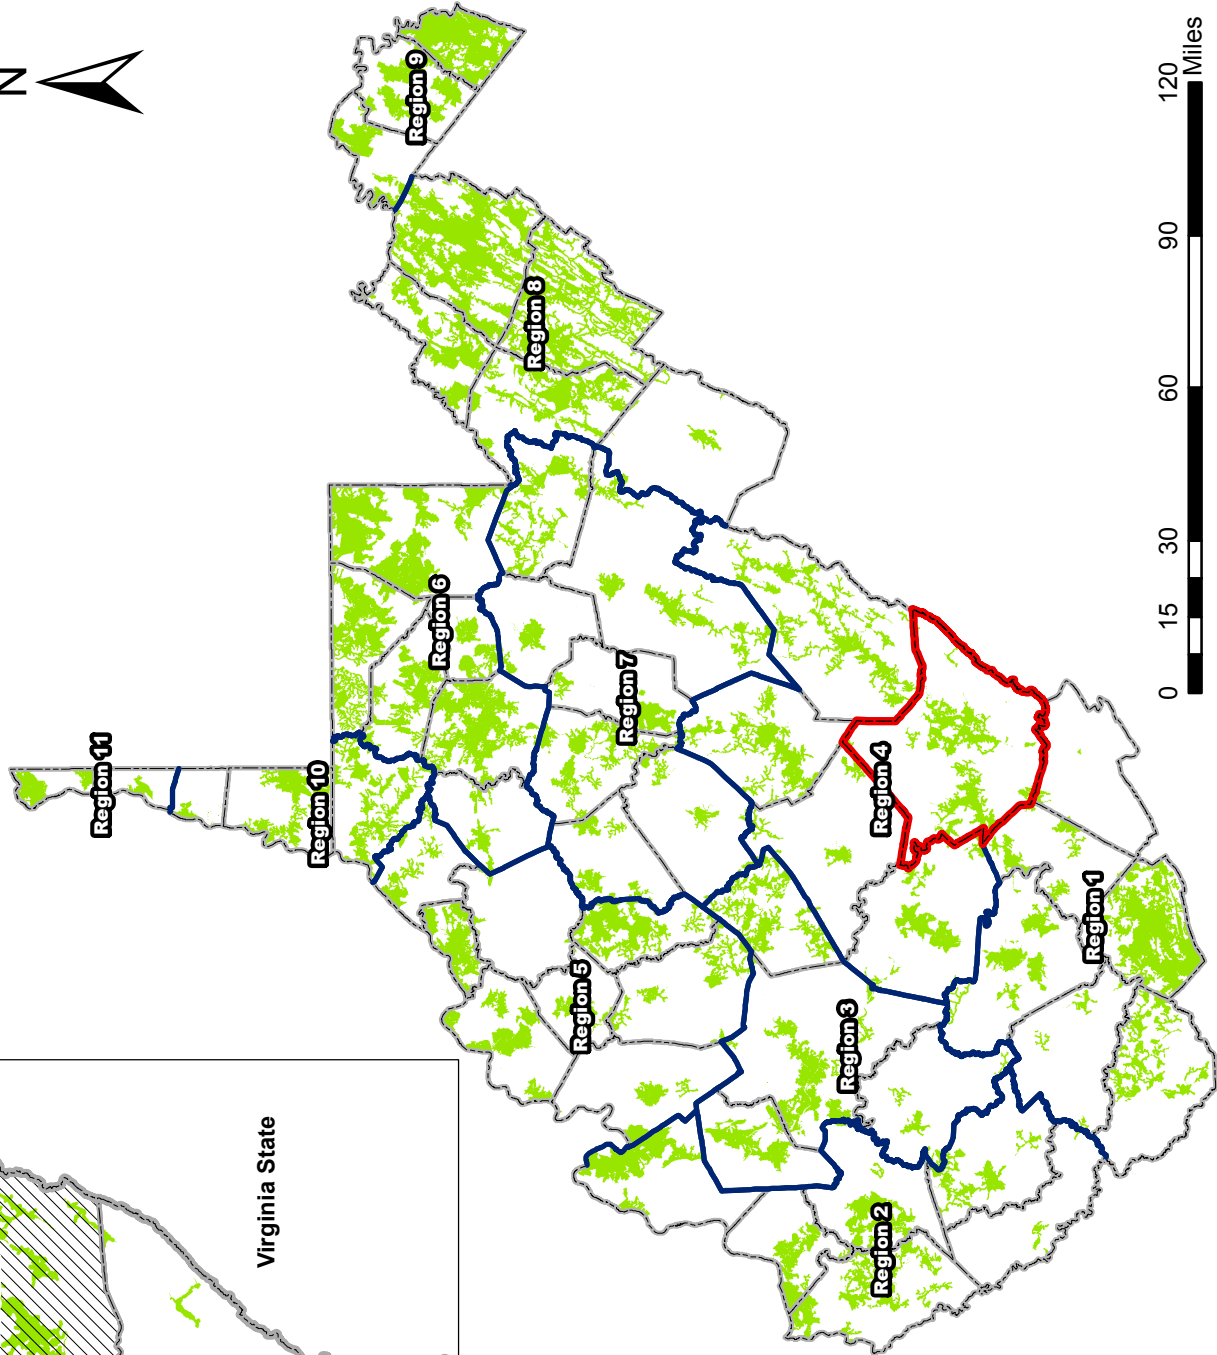 N
Region 11
Region 10
Region 9
Region 8
Region 6
Region 7
Region 5
Region 4
Region 3
Region 2
Region 1
Virginia State
0 15 30 60 90 120
Miles